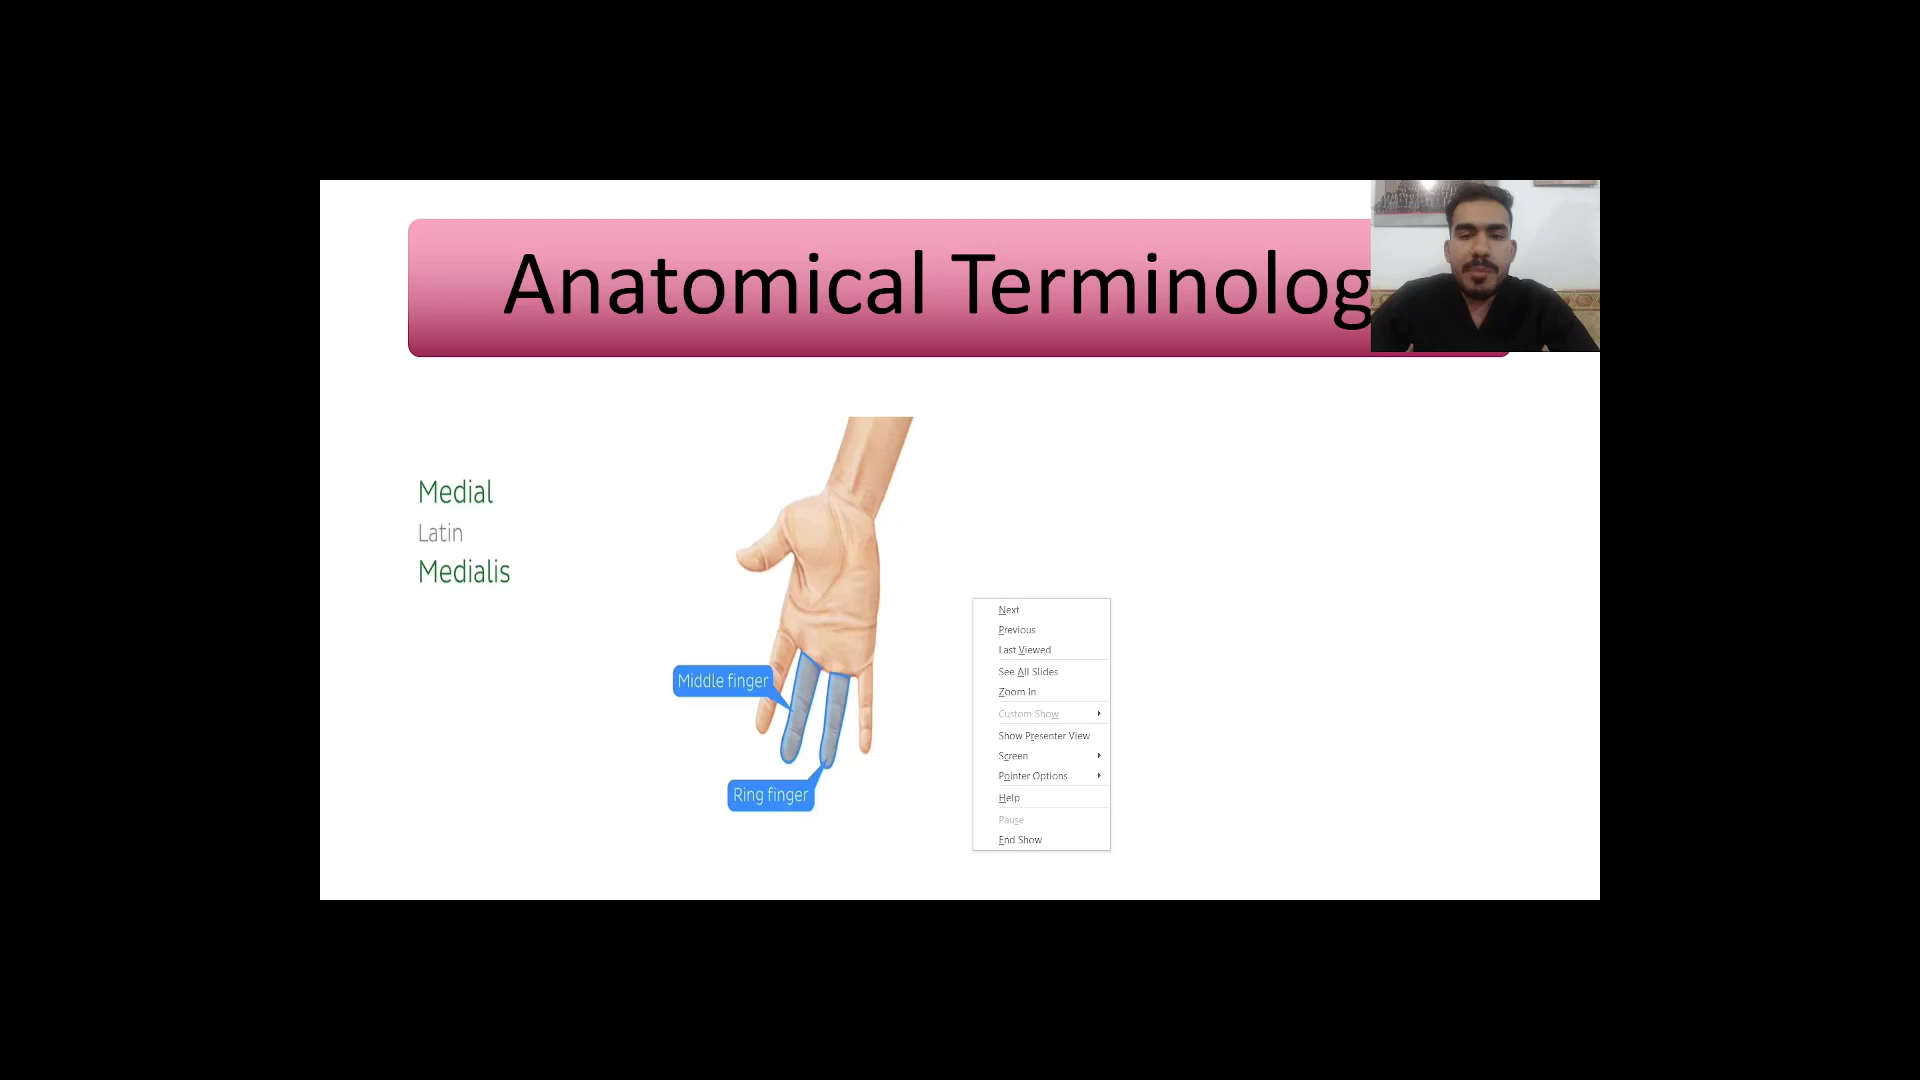 Anatomical Terminolog
Medial
Latin
Medialis
Middle finger
Ring finger
Next
Previous
Last Viewed
See All Slides
Zoom In
Custom Show
Show Presenter View
Screen
Pointer Options
Help
Pause
End Show